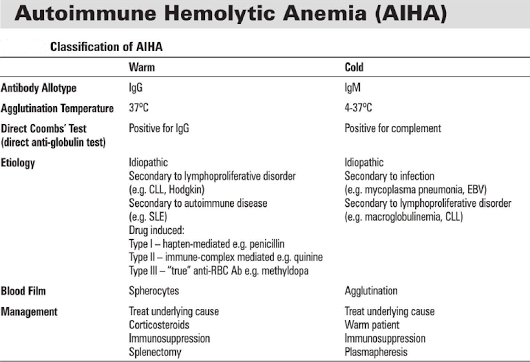 Autoimmune Hemolytic Anemia (AIHA)
Classification of AIHA
Warm Cold
Antibody Allotype IgG IgM
Agglutination Temperature 37ºC 4-37ºC
Direct Coombs' Test Positive for IgG Positive for complement
(direct anti-globulin test)
Etiology Idiopathic Idiopathic
Secondary to lymphoproliferative disorder Secondary to infection
(e.g. CLL, Hodgkin) (e.g. mycoplasma pneumonia, EBV)
Secondary to autoimmune disease Secondary to lymphoproliferative disorder
(e.g. SLE) (e.g. macroglobulinemia, CLL)
Drug induced:
Type I – hapten-mediated e.g. penicillin
Type II – immune-complex mediated e.g. quinine
Type III – "true" anti-RBC Ab e.g. methyldopa
Blood Film Spherocytes Agglutination
Management Treat underlying cause Treat underlying cause
Corticosteroids Warm patient
Immunosuppression Immunosuppression
Splenectomy Plasmapheresis